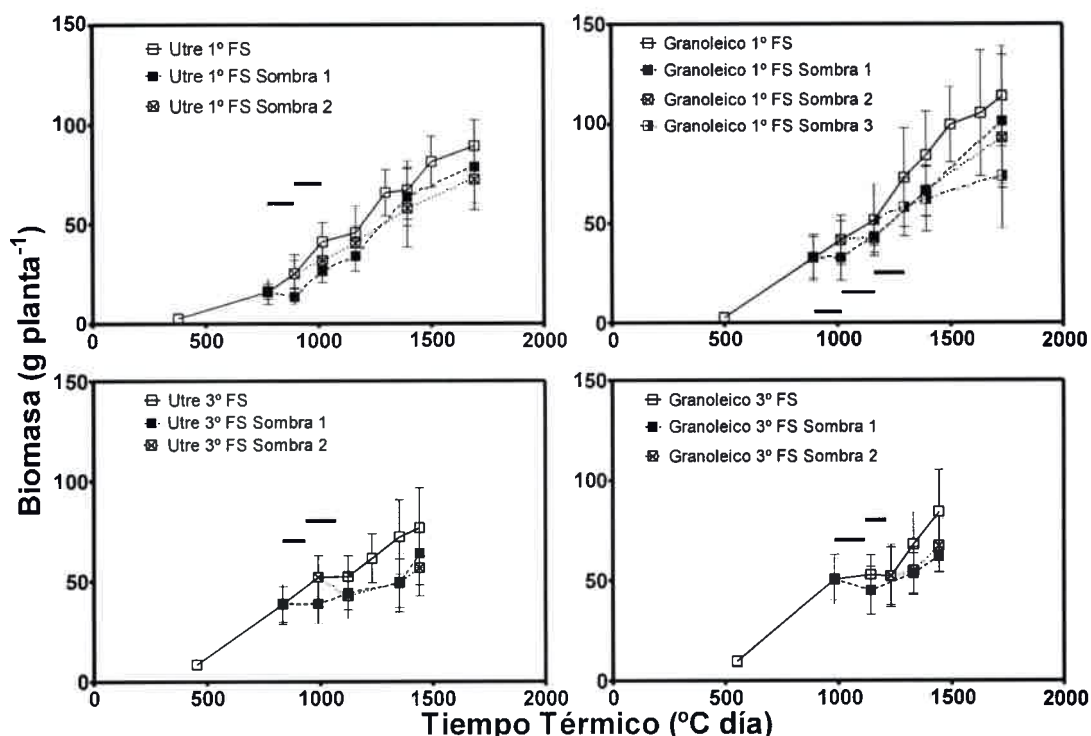 Biomasa (g planta⁻¹)
150
100
50
0
Utre 1º FS
Utre 1º FS Sombra 1
Utre 1º FS Sombra 2
0 500 1000 1500 2000
150
100
50
0
Granoleico 1º FS
Granoleico 1º FS Sombra 1
Granoleico 1º FS Sombra 2
Granoleico 1º FS Sombra 3
0 500 1000 1500 2000
150
100
50
0
Utre 3º FS
Utre 3º FS Sombra 1
Utre 3º FS Sombra 2
0 500 1000 1500 2000
150
100
50
0
Granoleico 3º FS
Granoleico 3º FS Sombra 1
Granoleico 3º FS Sombra 2
0 500 1000 1500 2000
Tiempo Térmico (ºC día)